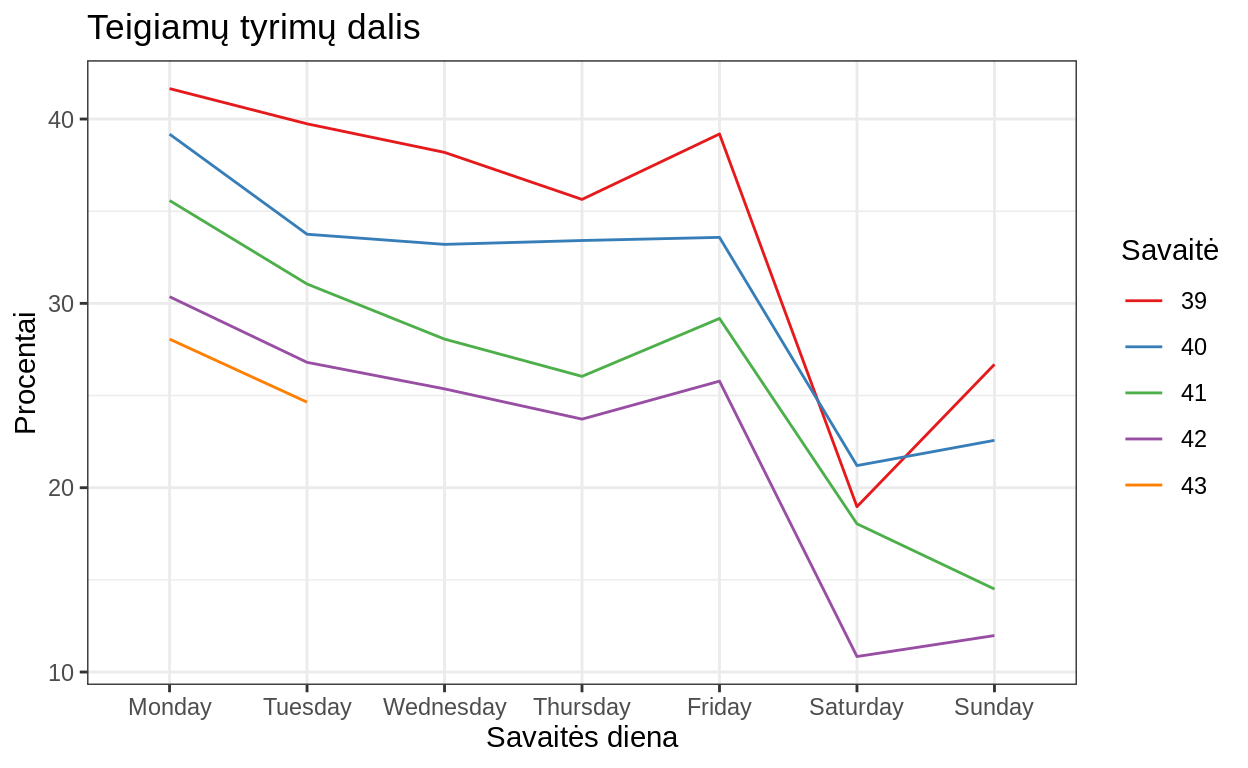 Teigiamų tyrimų dalis
Procentai
40
30
20
10
Monday Tuesday Wednesday Thursday Friday Saturday Sunday
Savaitės diena
Savaitė
39
40
41
42
43